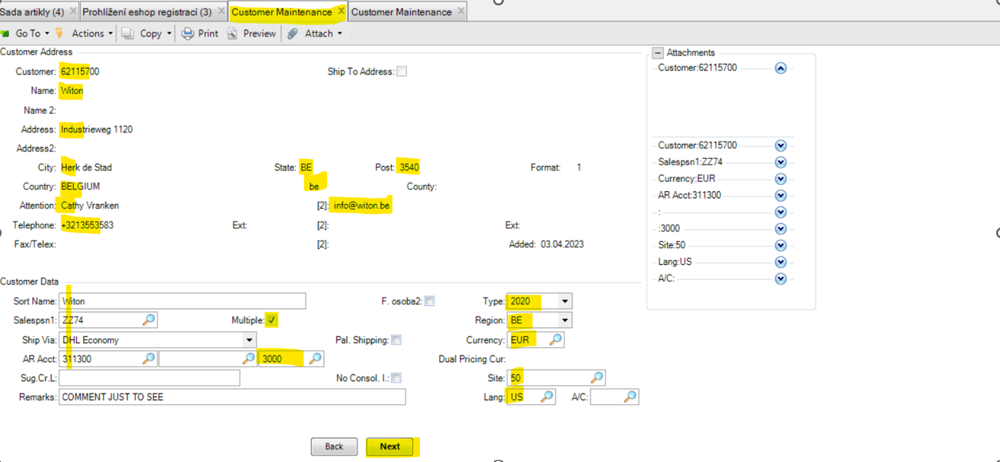 Sada artikly (4) Prohlížení eshop registrací (3) Customer Maintenance Customer Maintenance
Go To Actions Copy Print Preview Attach
Customer Address
Customer: 62115700 Ship To Address:
Name: Witon
Name 2:
Address: Industrieweg 1120
Address2:
City: Herk de Stad State: BE Post: 3540 Format: 1
Country: BELGIUM be County:
Attention: Cathy Vranken [2]: info@witon.be
Telephone: +3213553583 Ext: [2]: Ext:
Fax/Telex: [2]: Added: 03.04.2023
Customer Data
Sort Name: Witon F. osoba2: Type: 2020
Salespsn1: ZZ74 Multiple: Region: BE
Ship Via: DHL Economy Pal. Shipping: Currency: EUR
AR Acct: 311300 3000 Dual Pricing Cur:
Sug.Cr.L: No Consol. I.: Site: 50
Remarks: COMMENT JUST TO SEE Lang: US A/C:
Back Next
Attachments
Customer:62115700
Customer:62115700
Salespsn1:ZZ74
Currency:EUR
AR Acct:311300
:
:3000
Site:50
Lang:US
A/C: